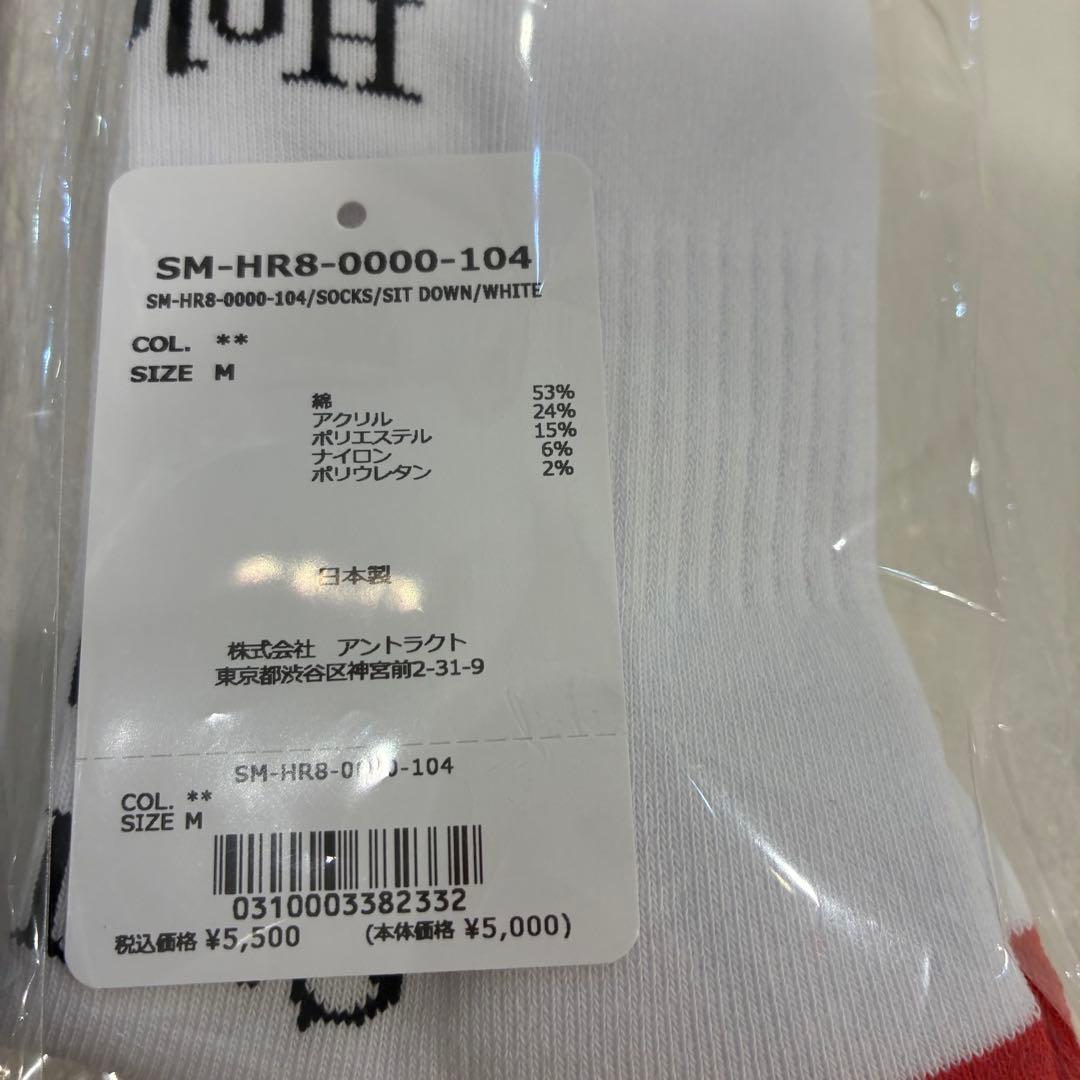 SM-HR8-0000-104
SM-HR8-0000-104/SOCKS/SIT DOWN/WHITE
COL. **
SIZE M
綿 53%
アクリル 24%
ポリエステル 15%
ナイロン 6%
ポリウレタン 2%
日本製
株式会社 アントラクト
東京都渋谷区神宮前2-31-9
SM-HR8-0000-104
COL. **
SIZE M
0310003382332
税込価格 ¥5,500 (本体価格 ¥5,000)